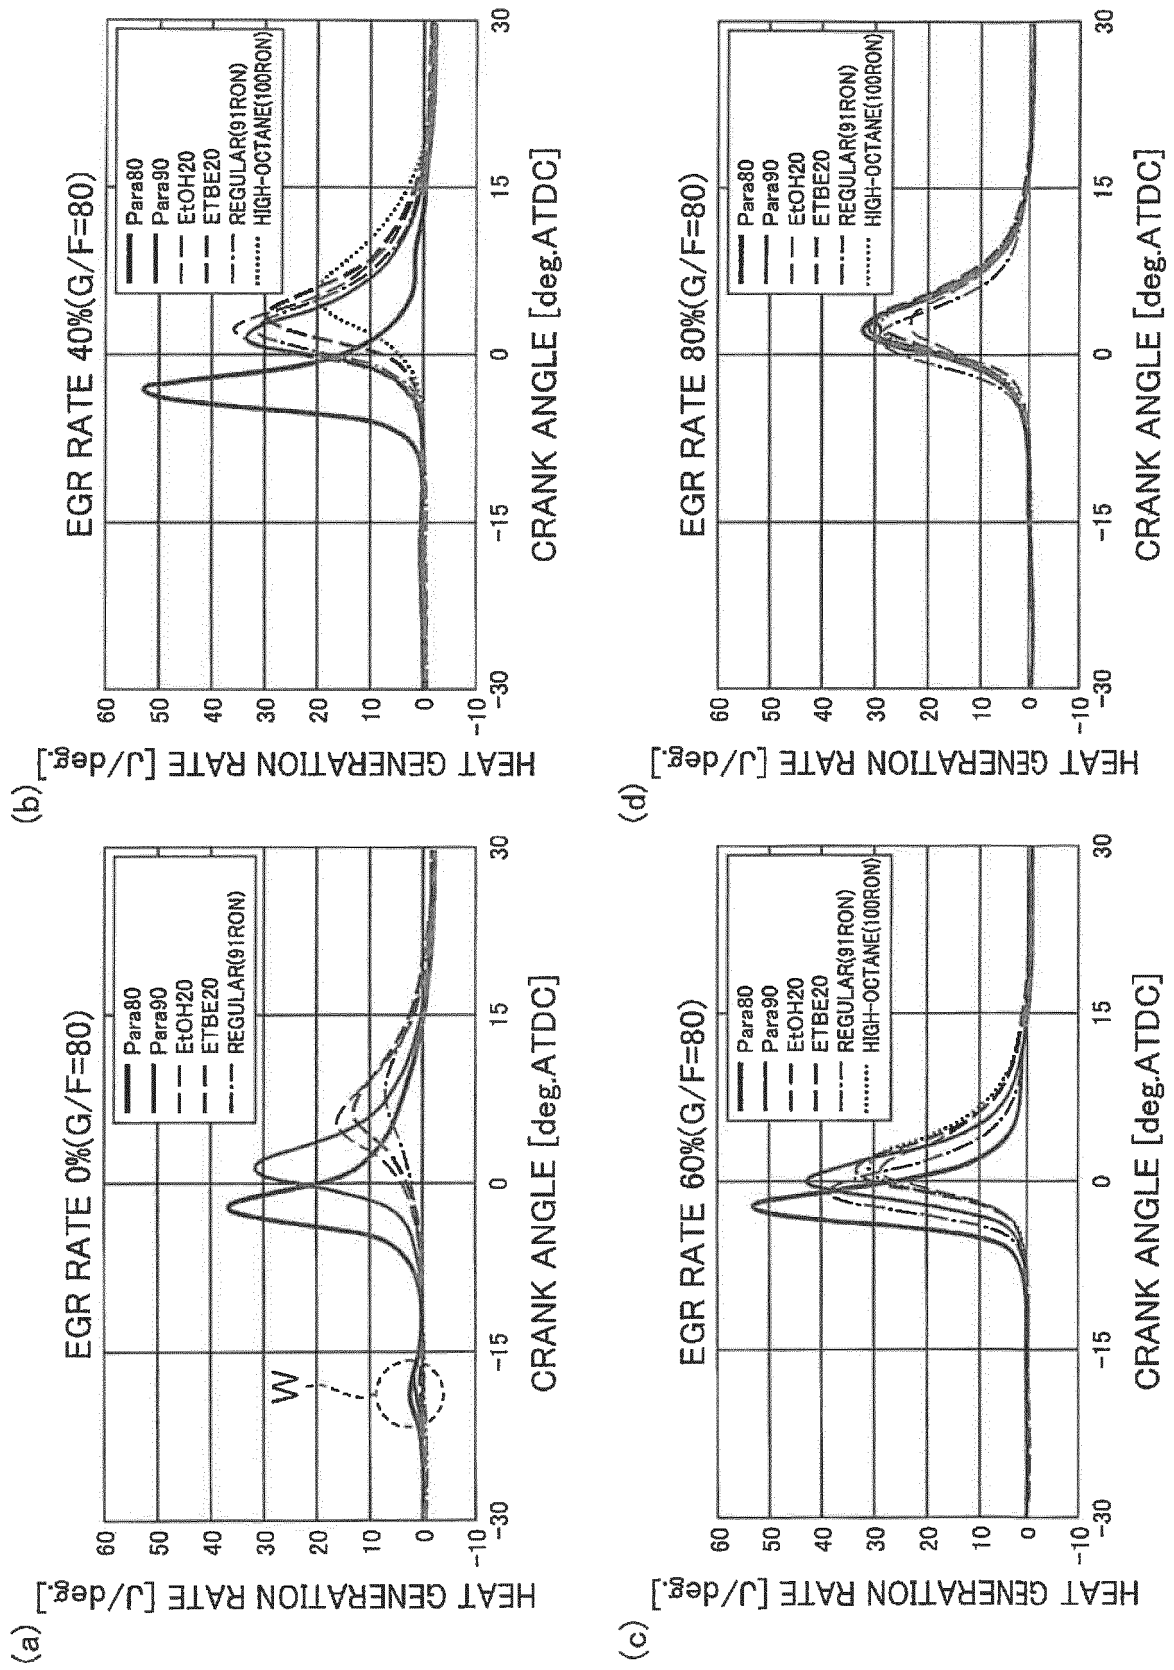 (a)
EGR RATE 0%(G/F=80)
HEAT GENERATION RATE [J/deg.]
60
50
40
30
20
10
0
-10
Para80
Para90
EtOH20
ETBE20
REGULAR(91RON)
W
-30
-15
0
15
30
CRANK ANGLE [deg.ATDC]
(b)
EGR RATE 40%(G/F=80)
HEAT GENERATION RATE [J/deg.]
60
50
40
30
20
10
0
-10
Para80
Para90
EtOH20
ETBE20
REGULAR(91RON)
HIGH-OCTANE(100RON)
-30
-15
0
15
30
CRANK ANGLE [deg.ATDC]
(c)
EGR RATE 60%(G/F=80)
HEAT GENERATION RATE [J/deg.]
60
50
40
30
20
10
0
-10
Para80
Para90
EtOH20
ETBE20
REGULAR(91RON)
HIGH-OCTANE(100RON)
-30
-15
0
15
30
CRANK ANGLE [deg.ATDC]
(d)
EGR RATE 80%(G/F=80)
HEAT GENERATION RATE [J/deg.]
60
50
40
30
20
10
0
-10
Para80
Para90
EtOH20
ETBE20
REGULAR(91RON)
HIGH-OCTANE(100RON)
-30
-15
0
15
30
CRANK ANGLE [deg.ATDC]